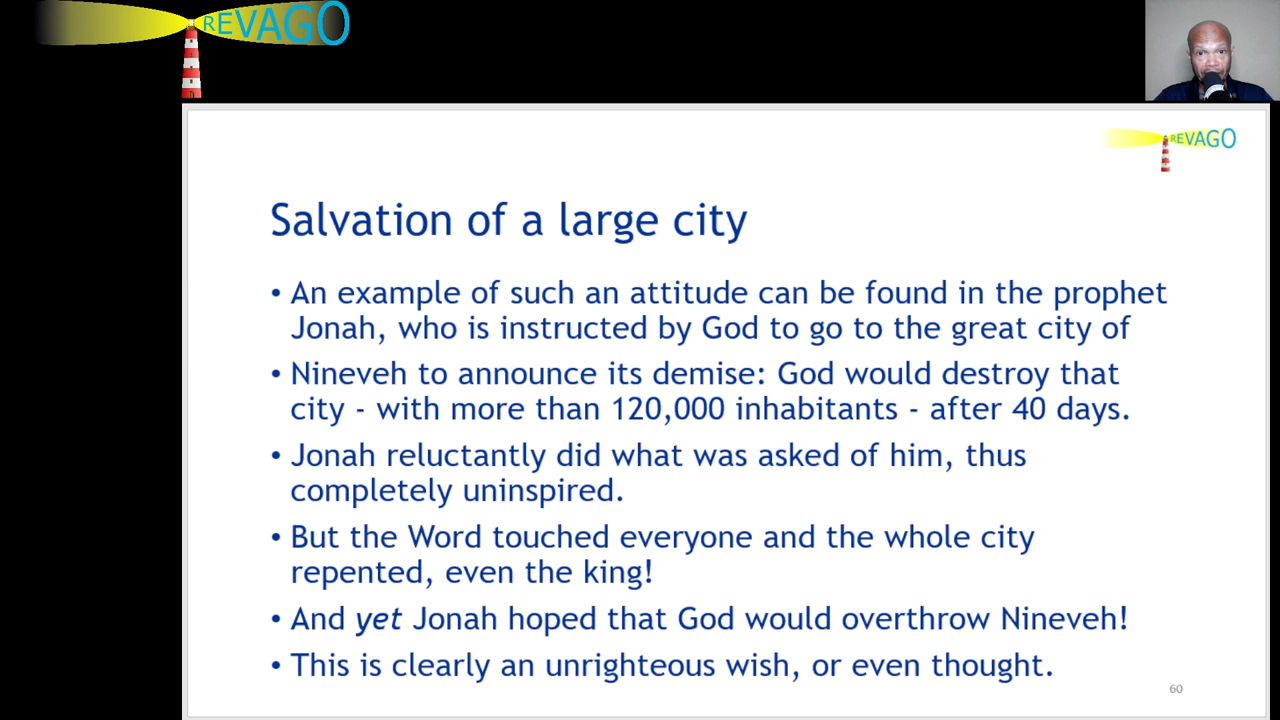 REVAGO
REVAGO
Salvation of a large city
• An example of such an attitude can be found in the prophet
Jonah, who is instructed by God to go to the great city of
• Nineveh to announce its demise: God would destroy that
city - with more than 120,000 inhabitants - after 40 days.
• Jonah reluctantly did what was asked of him, thus
completely uninspired.
• But the Word touched everyone and the whole city
repented, even the king!
• And yet Jonah hoped that God would overthrow Nineveh!
• This is clearly an unrighteous wish, or even thought.
60